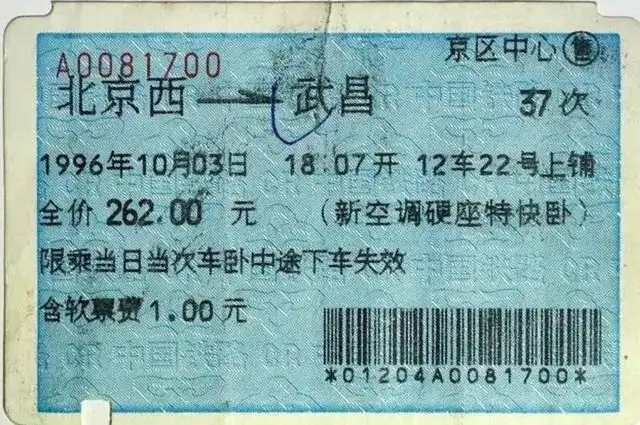 京区中心 售
A0081700
北京西 → 武昌 37次
1996年10月03日 18:07开 12车22号上铺
全价 262.00 元 (新空调硬座特快卧)
限乘当日当次车卧中途下车失效
含软票费 1.00 元
*01204A0081700*